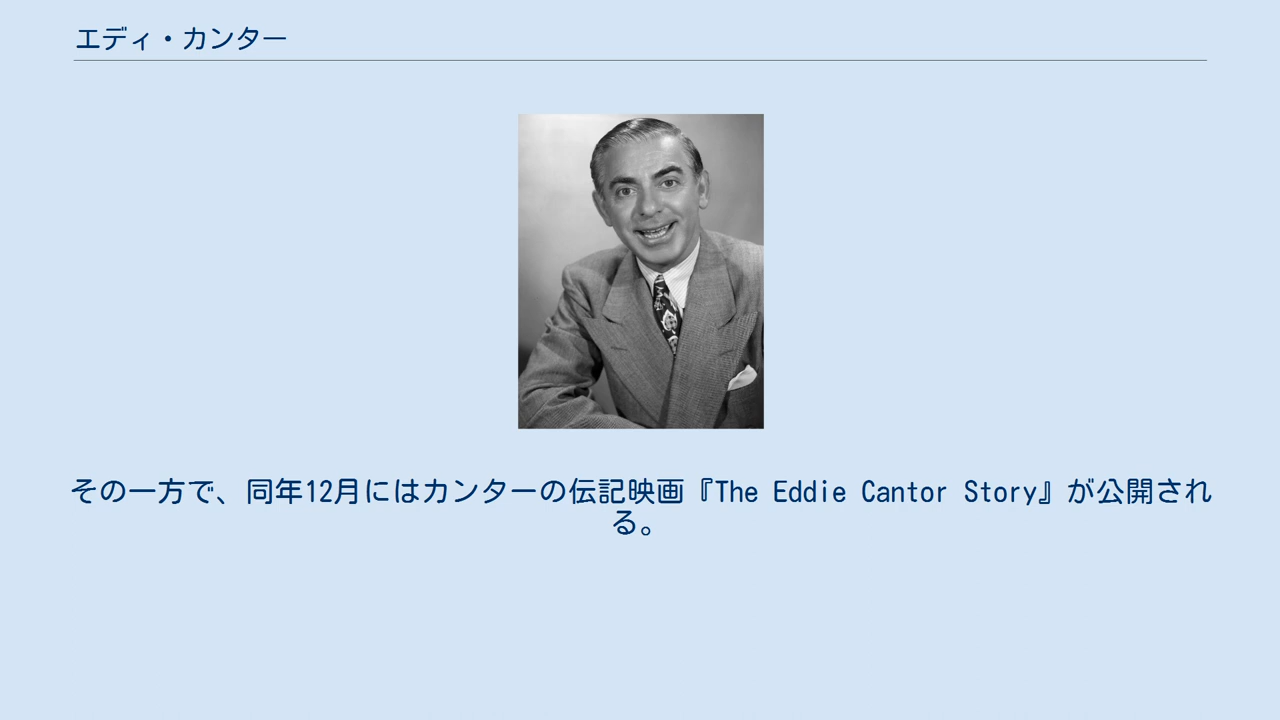 エディ・カンター
その一方で、同年12月にはカンターの伝記映画『The Eddie Cantor Story』が公開され
る。